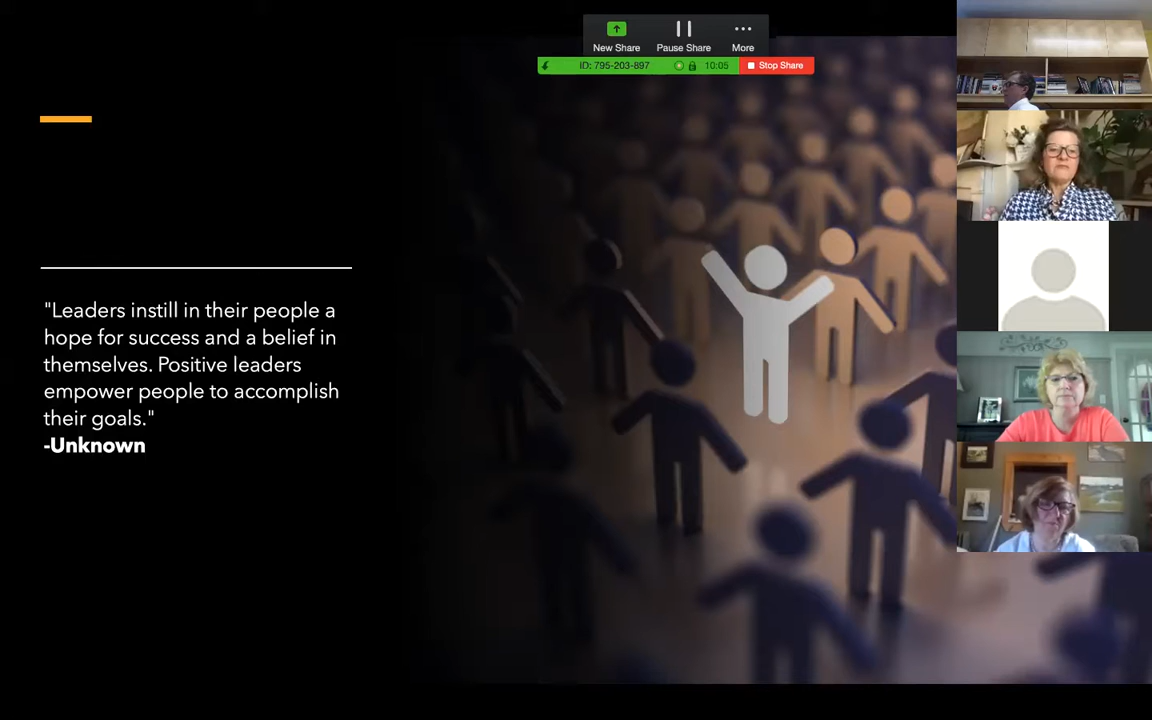 New Share
Pause Share
More
ID: 795-203-897
10:05
Stop Share
"Leaders instill in their people a
hope for success and a belief in
themselves. Positive leaders
empower people to accomplish
their goals."
-Unknown